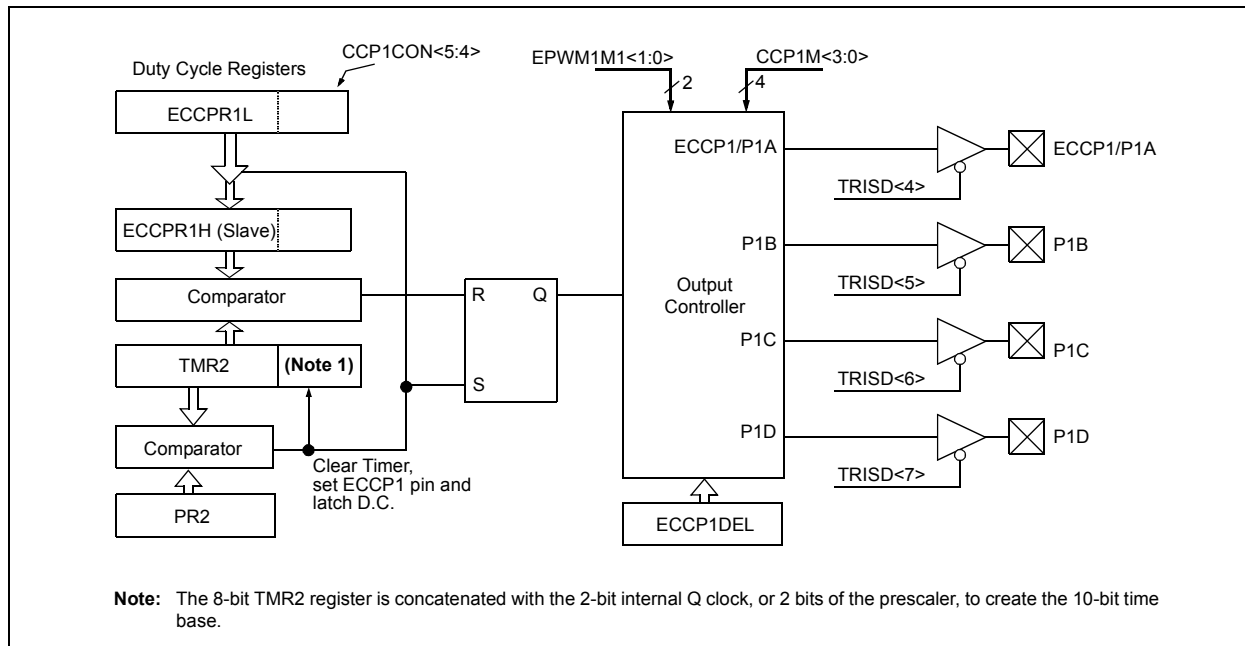 CCP1CON<5:4>
Duty Cycle Registers
ECCPR1L
ECCPR1H (Slave)
Comparator
TMR2
(Note 1)
Comparator
PR2
Clear Timer,
set ECCP1 pin and
latch D.C.
R
Q
S
EPWM1M1<1:0>
2
CCP1M<3:0>
4
ECCP1/P1A
P1B
Output
Controller
P1C
P1D
ECCP1DEL
TRISD<4>
ECCP1/P1A
TRISD<5>
P1B
TRISD<6>
P1C
TRISD<7>
P1D
Note: The 8-bit TMR2 register is concatenated with the 2-bit internal Q clock, or 2 bits of the prescaler, to create the 10-bit time
base.